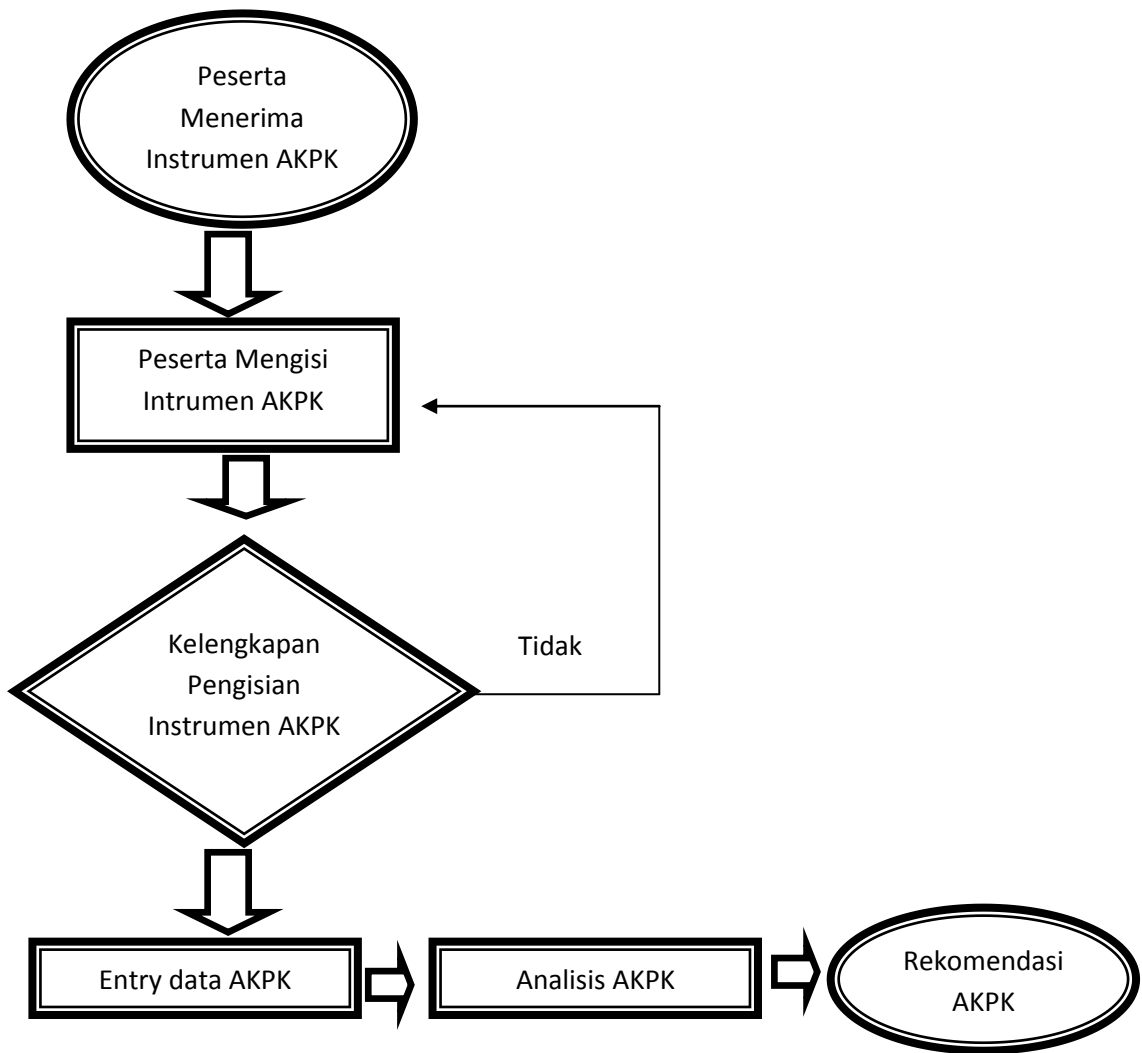 Peserta
Menerima
Instrumen AKPK
Peserta Mengisi
Intrumen AKPK
Kelengkapan
Pengisian
Instrumen AKPK
Tidak
Entry data AKPK
Analisis AKPK
Rekomendasi
AKPK